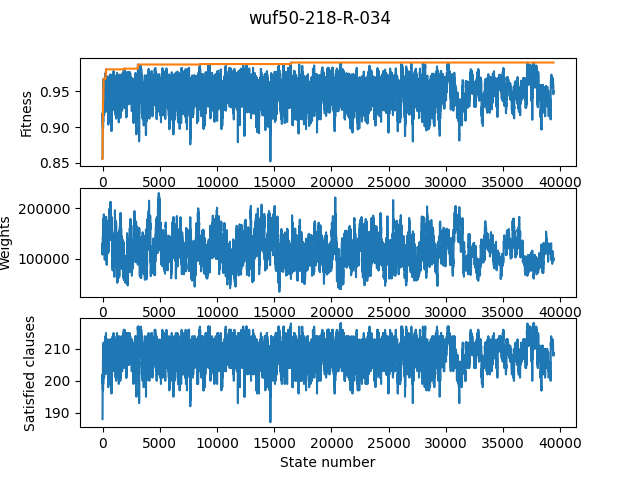 wuf50-218-R-034
Fitness
0.95
0.90
0.85
0 5000 10000 15000 20000 25000 30000 35000 40000
Weights
200000
100000
0 5000 10000 15000 20000 25000 30000 35000 40000
Satisfied clauses
210
200
190
0 5000 10000 15000 20000 25000 30000 35000 40000
State number